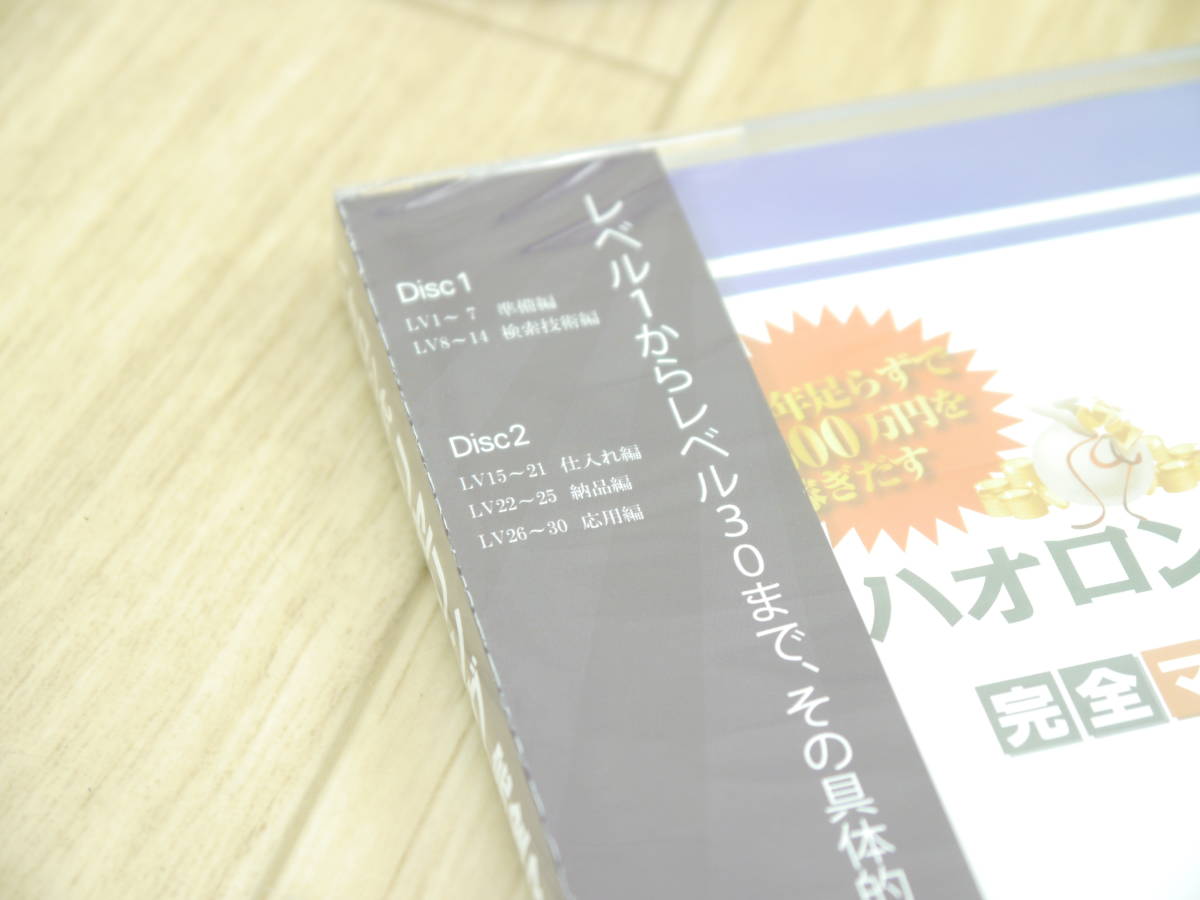 Disc1
LV1～7 準備編
LV8～14 検索技術編
Disc2
LV15～21 仕入れ編
LV22～25 納品編
LV26～30 応用編
レベル1からレベル30まで、その具体的
年足らずで
00万円を
ぎだす
ハオロン
完全マ